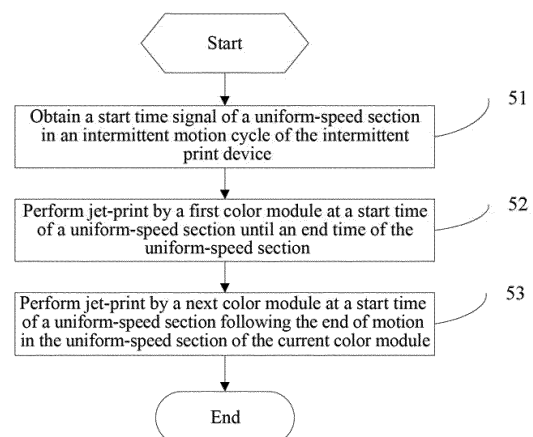 Start
51
Obtain a start time signal of a uniform-speed section
in an intermittent motion cycle of the intermittent
print device
52
Perform jet-print by a first color module at a start time
of a uniform-speed section until an end time of the
uniform-speed section
53
Perform jet-print by a next color module at a start time
of a uniform-speed section following the end of motion
in the uniform-speed section of the current color module
End